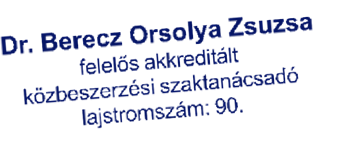 Dr. Berecz Orsolya Zsuzsa
felelős akkreditált
közbeszerzési szaktanácsadó
lajstromszám: 90.